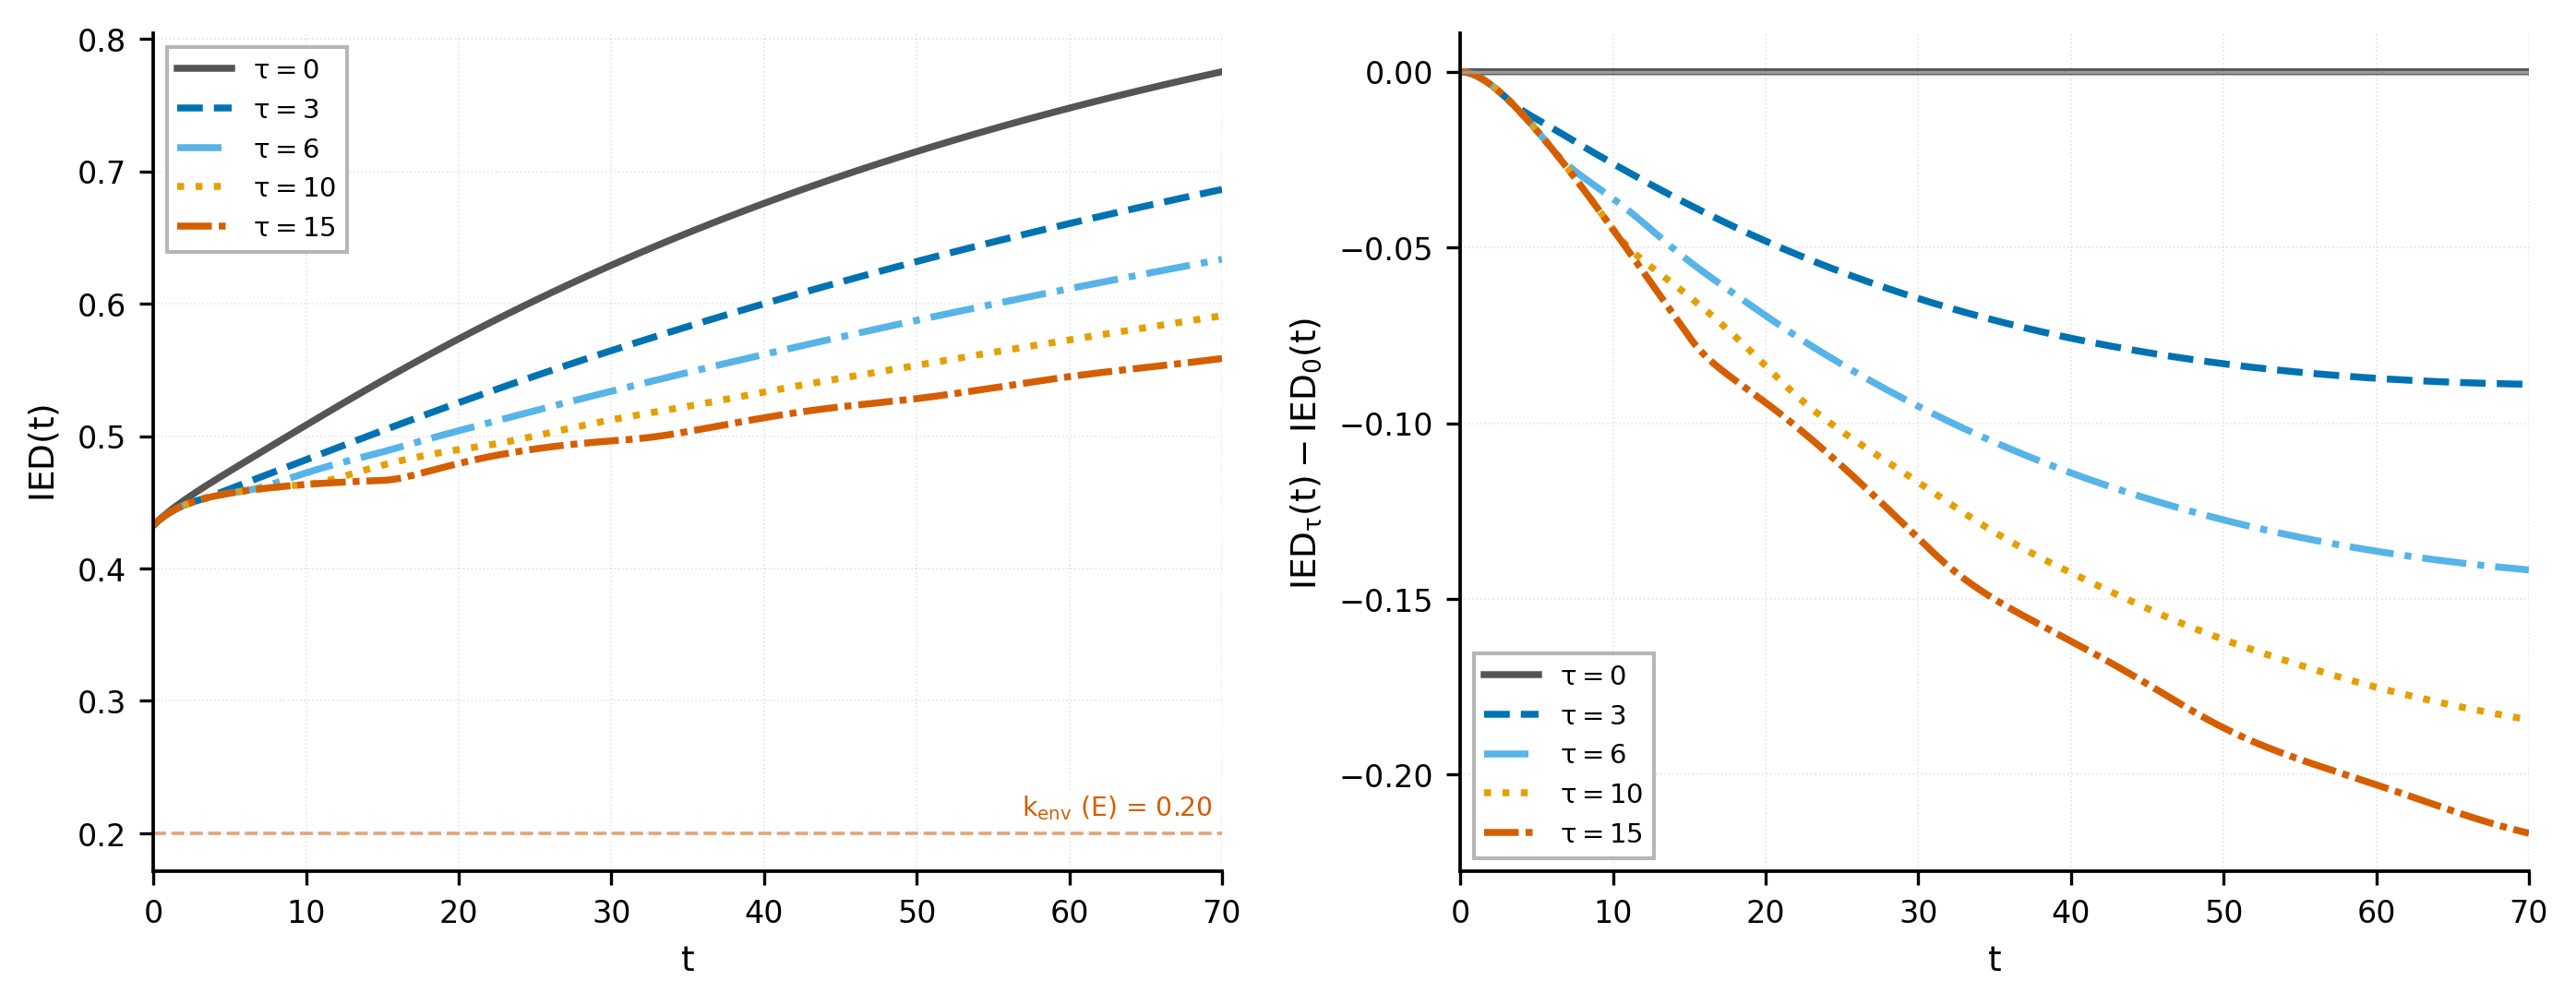 IED(t)
0.8
0.7
0.6
0.5
0.4
0.3
0.2
τ = 0
τ = 3
τ = 6
τ = 10
τ = 15
k_env (E) = 0.20
0 10 20 30 40 50 60 70
t
IED_τ(t) − IED_0(t)
0.00
−0.05
−0.10
−0.15
−0.20
τ = 0
τ = 3
τ = 6
τ = 10
τ = 15
0 10 20 30 40 50 60 70
t